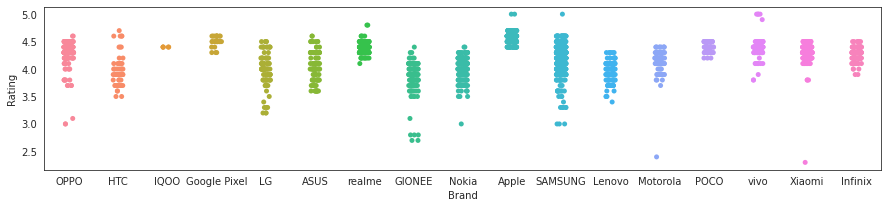 5.0
4.5
4.0
3.5
3.0
2.5
Rating
OPPO HTC IQOO Google Pixel LG ASUS realme GIONEE Nokia Apple SAMSUNG Lenovo Motorola POCO vivo Xiaomi Infinix
Brand